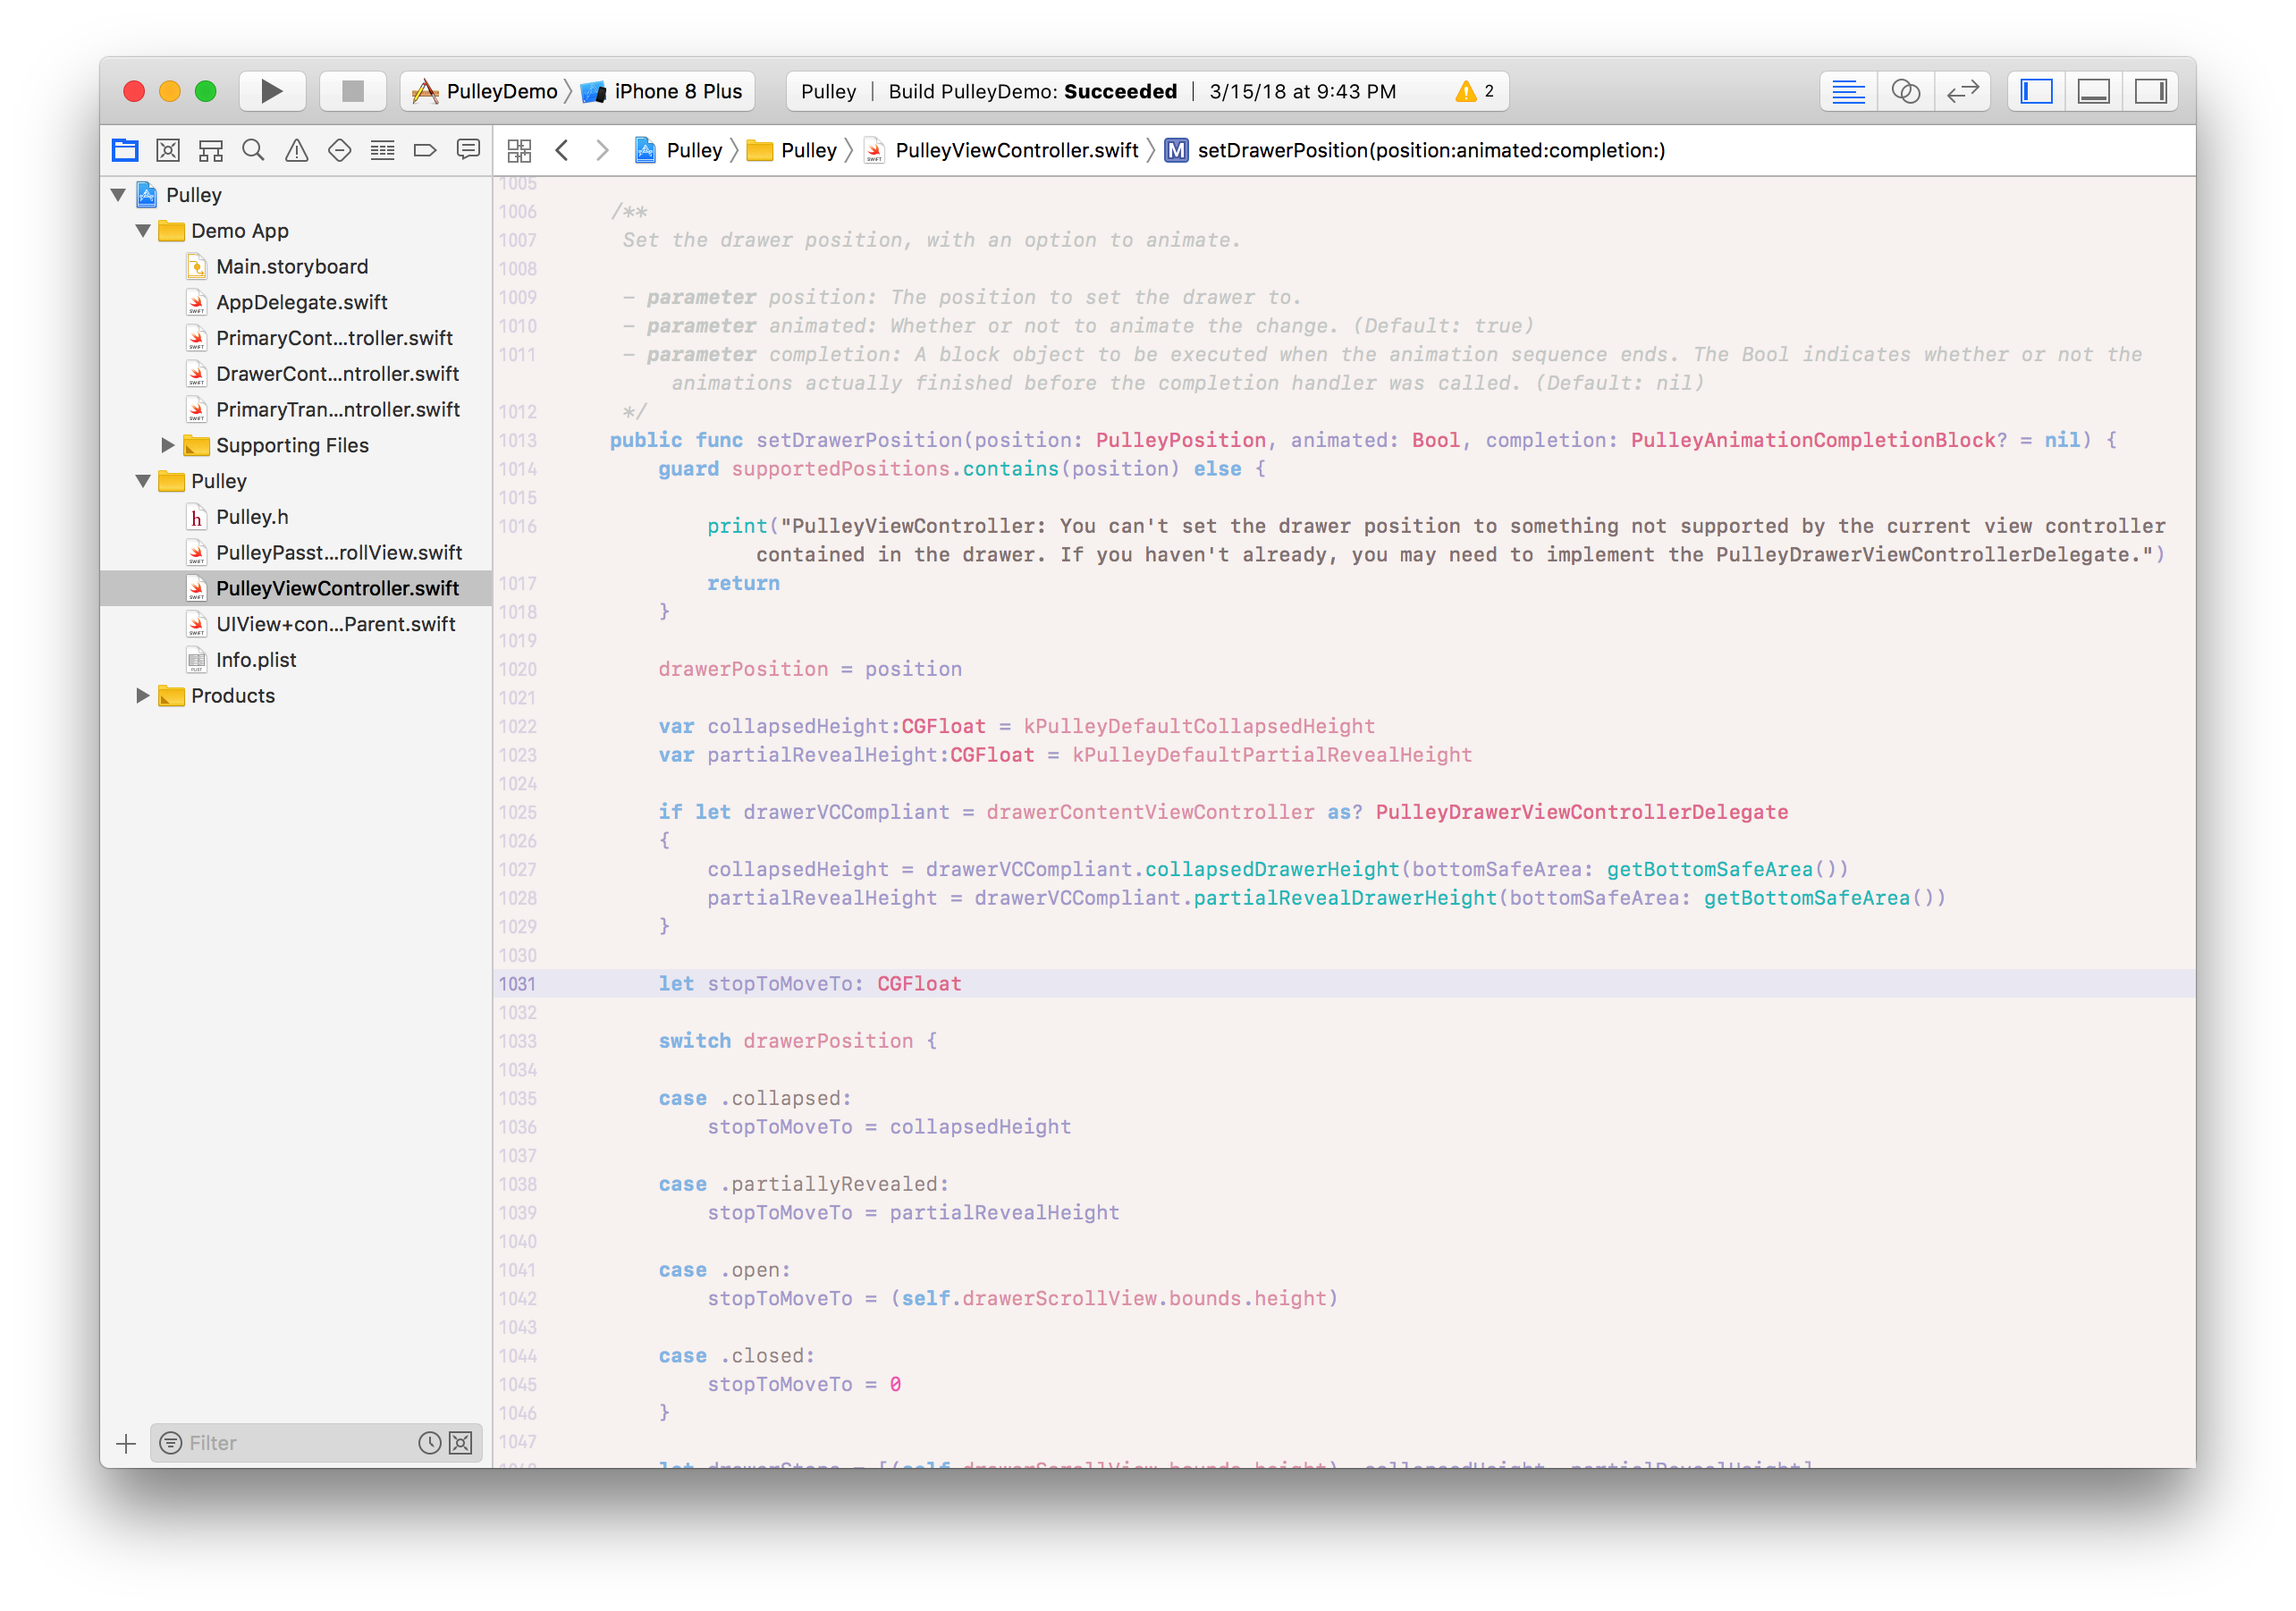 PulleyDemo 〉 iPhone 8 Plus
Pulley | Build PulleyDemo: Succeeded | 3/15/18 at 9:43 PM 2
Pulley 〉 Pulley 〉 PulleyViewController.swift 〉 M setDrawerPosition(position:animated:completion:)
Pulley
Demo App
Main.storyboard
AppDelegate.swift
PrimaryCont...troller.swift
DrawerCont...ntroller.swift
PrimaryTran...ntroller.swift
Supporting Files
Pulley
h Pulley.h
PulleyPasst...rollView.swift
PulleyViewController.swift
UIView+con...Parent.swift
Info.plist
Products
Filter
1005
1006 /**
1007 Set the drawer position, with an option to animate.
1008
1009 - parameter position: The position to set the drawer to.
1010 - parameter animated: Whether or not to animate the change. (Default: true)
1011 - parameter completion: A block object to be executed when the animation sequence ends. The Bool indicates whether or not the
animations actually finished before the completion handler was called. (Default: nil)
1012 */
1013 public func setDrawerPosition(position: PulleyPosition, animated: Bool, completion: PulleyAnimationCompletionBlock? = nil) {
1014 guard supportedPositions.contains(position) else {
1015
1016 print("PulleyViewController: You can't set the drawer position to something not supported by the current view controller
contained in the drawer. If you haven't already, you may need to implement the PulleyDrawerViewControllerDelegate.")
1017 return
1018 }
1019
1020 drawerPosition = position
1021
1022 var collapsedHeight:CGFloat = kPulleyDefaultCollapsedHeight
1023 var partialRevealHeight:CGFloat = kPulleyDefaultPartialRevealHeight
1024
1025 if let drawerVCCompliant = drawerContentViewController as? PulleyDrawerViewControllerDelegate
1026 {
1027 collapsedHeight = drawerVCCompliant.collapsedDrawerHeight(bottomSafeArea: getBottomSafeArea())
1028 partialRevealHeight = drawerVCCompliant.partialRevealDrawerHeight(bottomSafeArea: getBottomSafeArea())
1029 }
1030
1031 let stopToMoveTo: CGFloat
1032
1033 switch drawerPosition {
1034
1035 case .collapsed:
1036 stopToMoveTo = collapsedHeight
1037
1038 case .partiallyRevealed:
1039 stopToMoveTo = partialRevealHeight
1040
1041 case .open:
1042 stopToMoveTo = (self.drawerScrollView.bounds.height)
1043
1044 case .closed:
1045 stopToMoveTo = 0
1046 }
1047
1048 let drawerStops = [(self.drawerScrollView.bounds.height), collapsedHeight, partialRevealHeight]